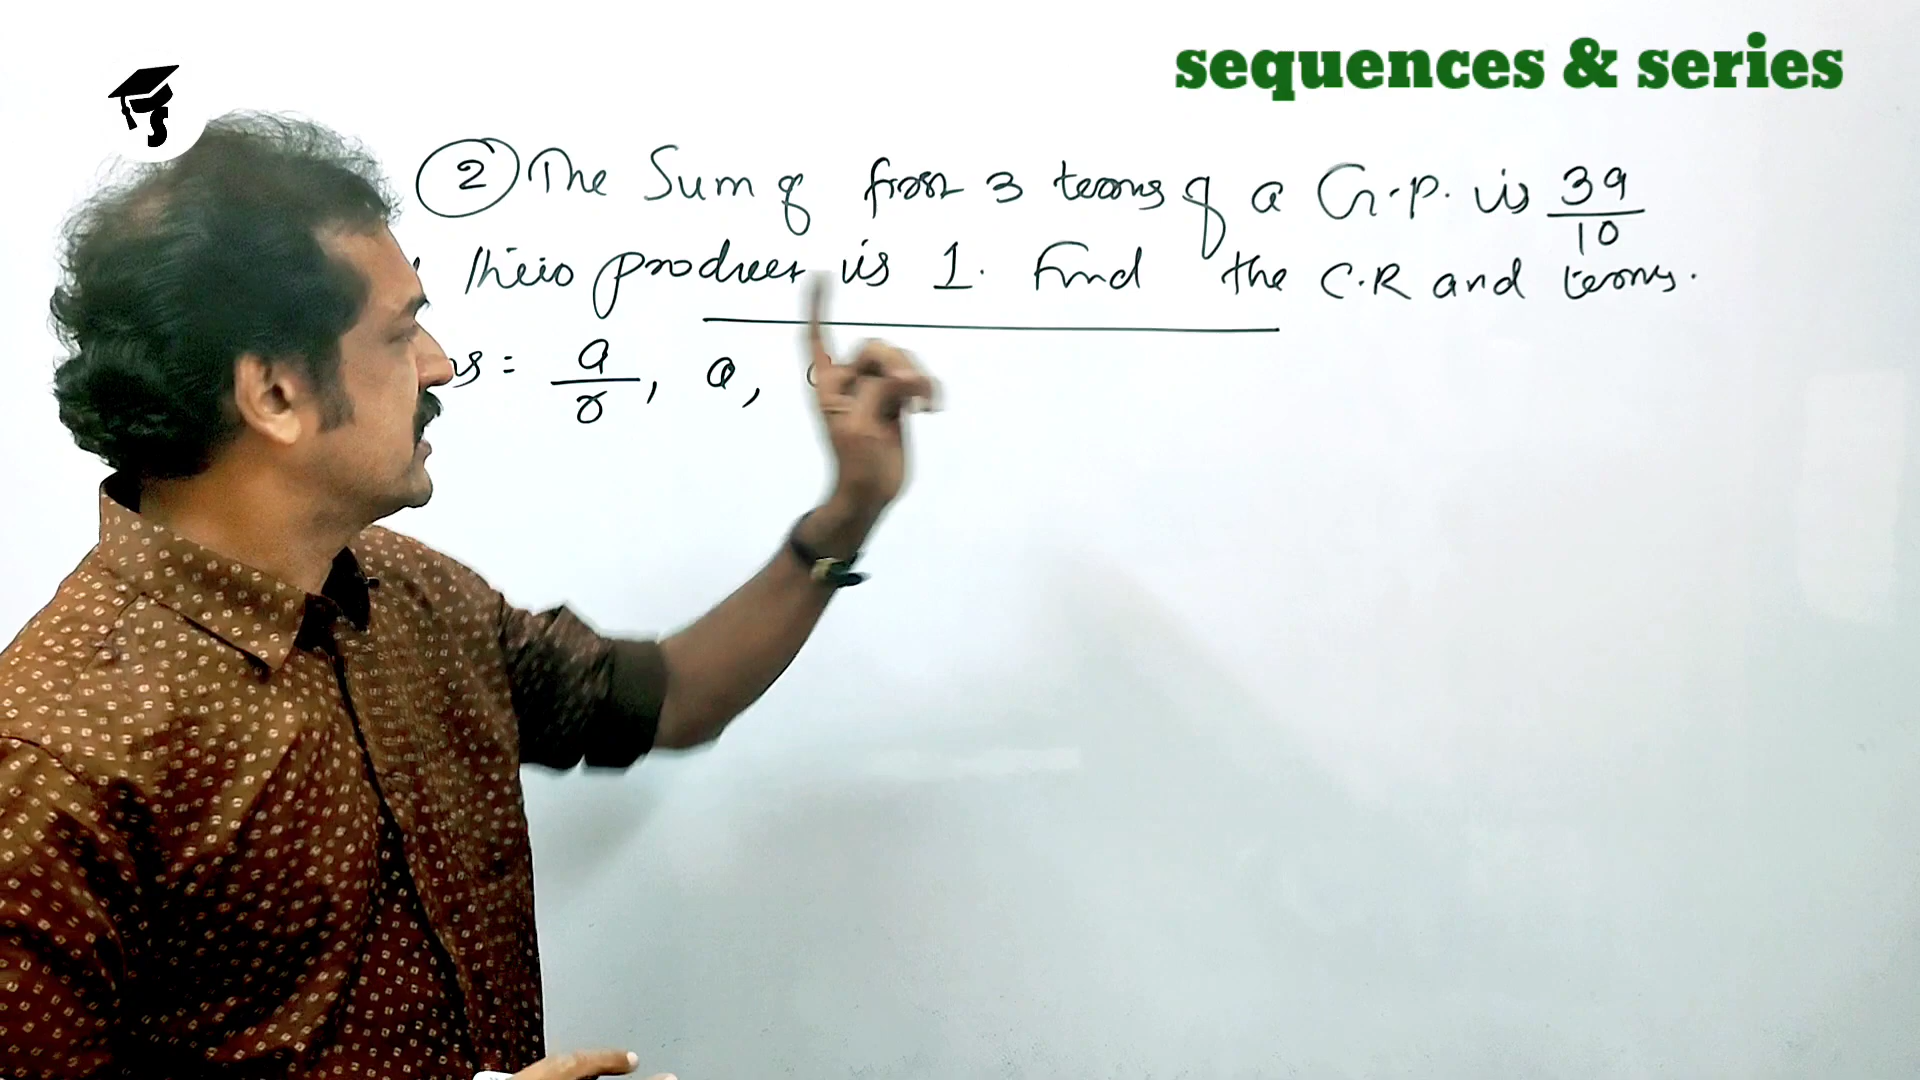 sequences & series
② The Sum of first 3 terms of a G.P. is 39/10
their product is 1. Find the C.R and terms.
= a/r, a,